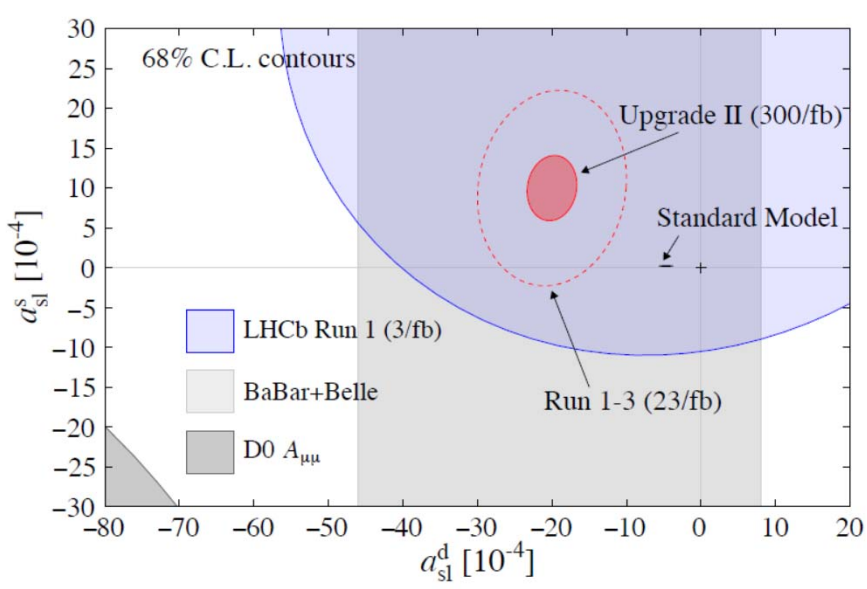 68% C.L. contours
Upgrade II (300/fb)
Standard Model
LHCb Run 1 (3/fb)
BaBar+Belle
Run 1-3 (23/fb)
D0 Aμμ
30
25
20
15
10
5
0
−5
−10
−15
−20
−25
−30
−80 −70 −60 −50 −40 −30 −20 −10 0 10 20
a^s_sl [10^-4]
a^d_sl [10^-4]